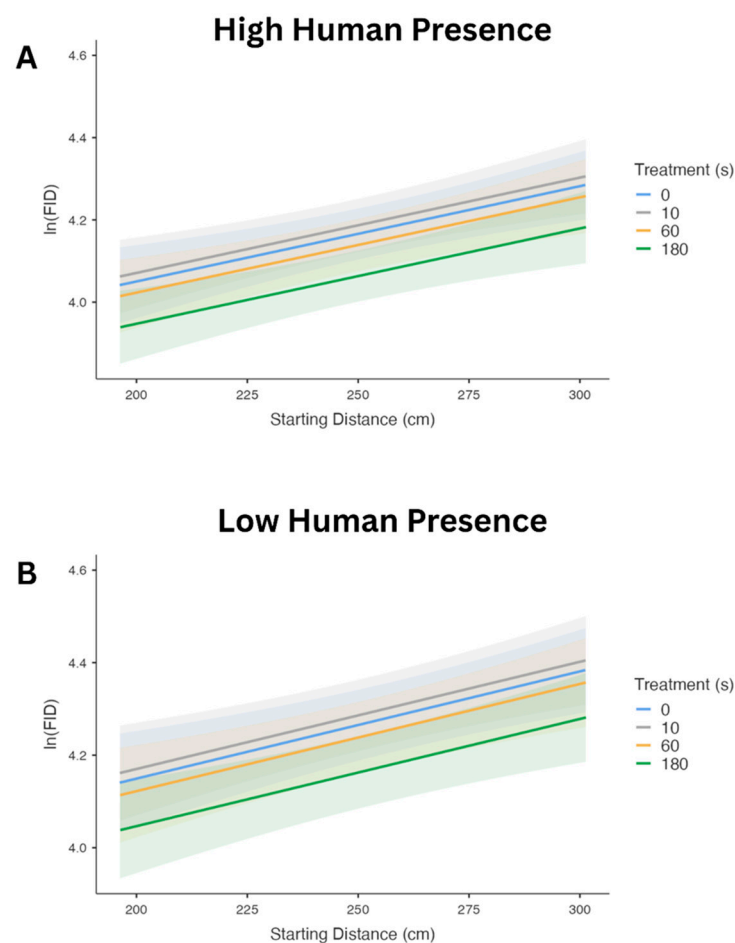 High Human Presence
A
4.6
4.4
4.2
4.0
ln(FID)
200
225
250
275
300
Starting Distance (cm)
Treatment (s)
0
10
60
180
Low Human Presence
B
4.6
4.4
4.2
4.0
ln(FID)
200
225
250
275
300
Starting Distance (cm)
Treatment (s)
0
10
60
180